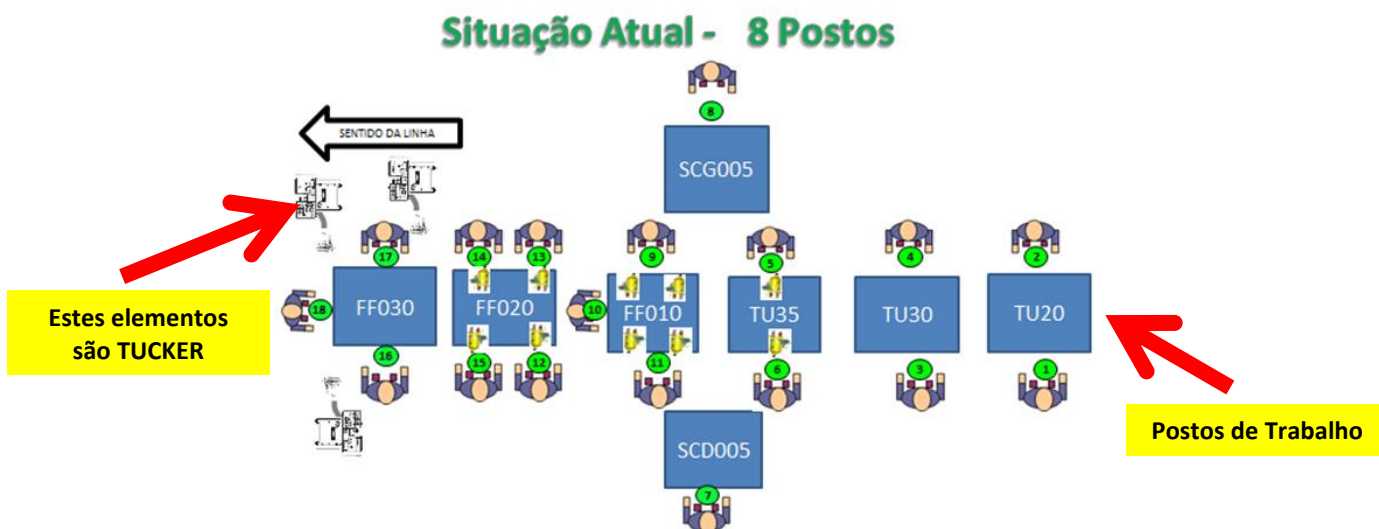 Situação Atual - 8 Postos
8
SENTIDO DA LINHA
SCG005
17
14
13
9
5
4
2
18
FF030
FF020
10
FF010
TU35
TU30
TU20
16
15
12
11
6
3
1
SCD005
7
Estes elementos
são TUCKER
Postos de Trabalho